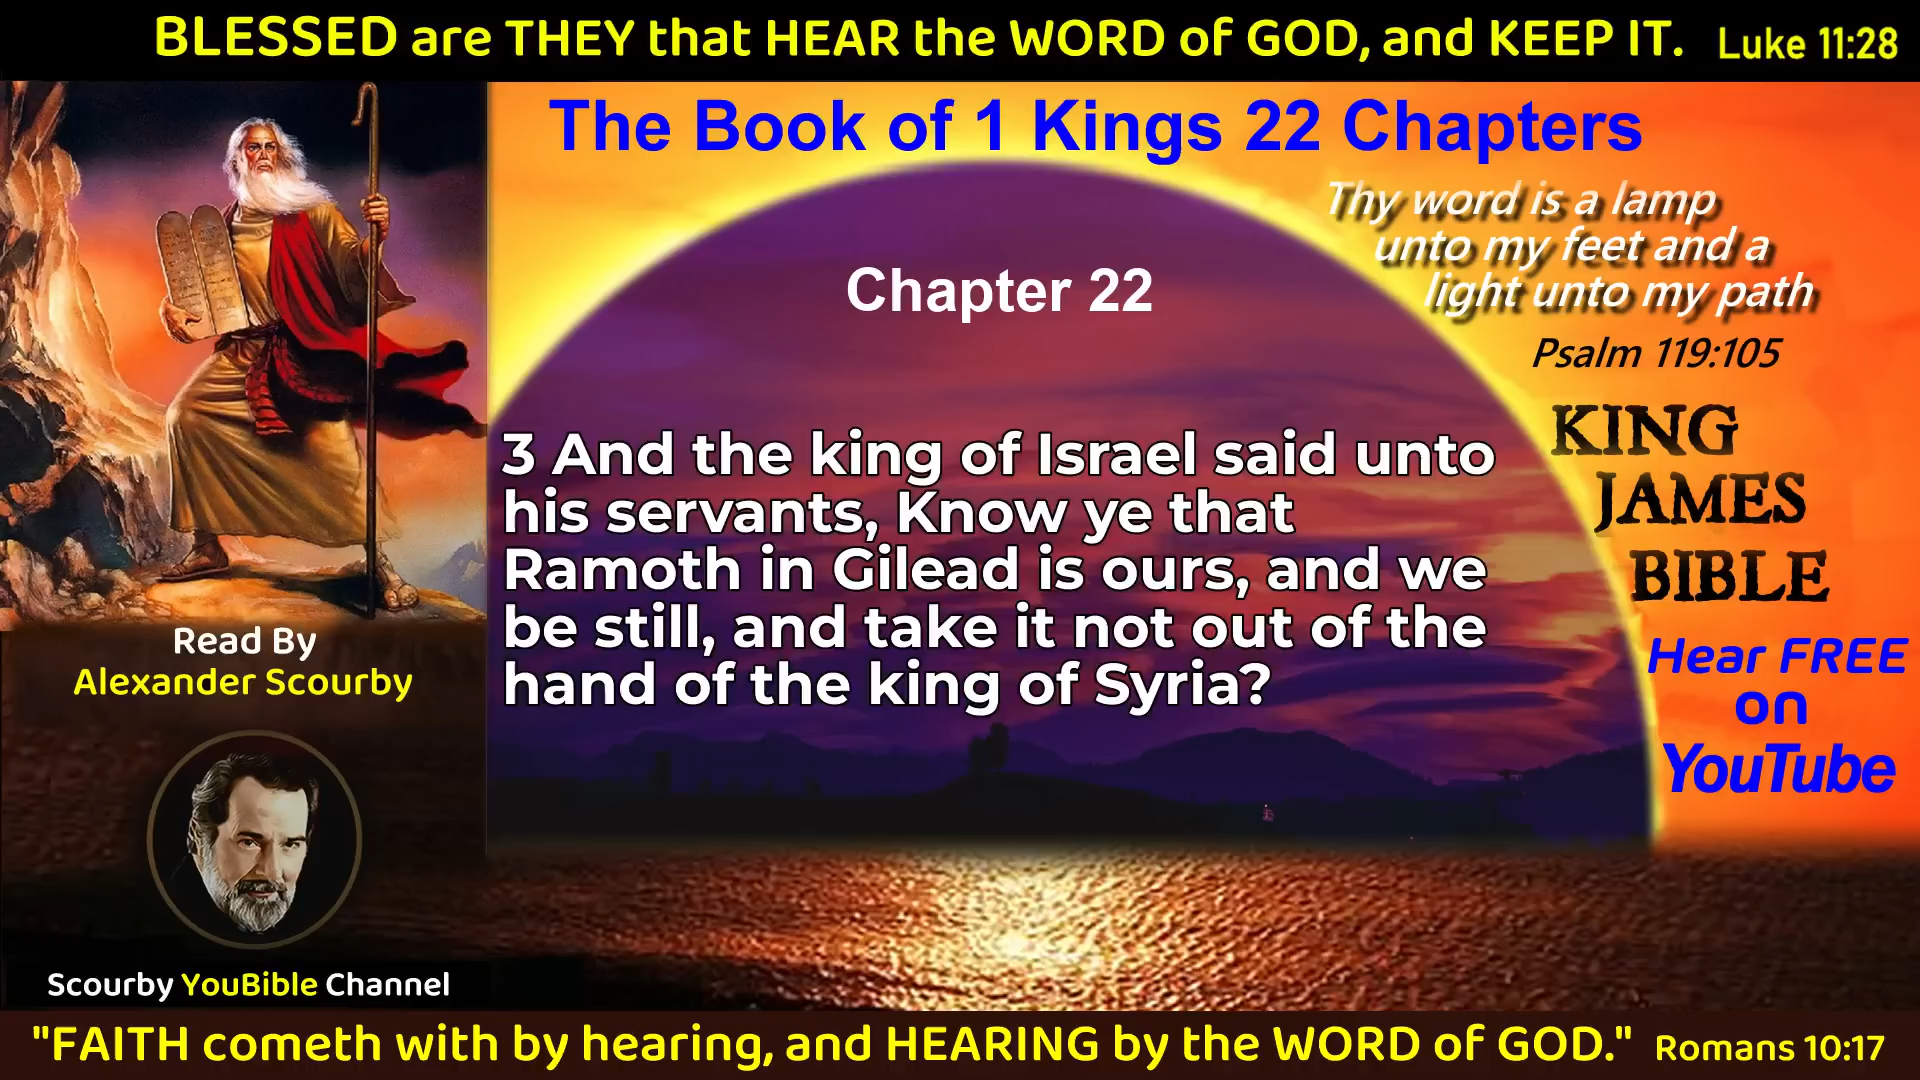 BLESSED are THEY that HEAR the WORD of GOD, and KEEP IT. Luke 11:28
The Book of 1 Kings 22 Chapters
Thy word is a lamp
unto my feet and a
light unto my path
Psalm 119:105
Chapter 22
3 And the king of Israel said unto
his servants, Know ye that
Ramoth in Gilead is ours, and we
be still, and take it not out of the
hand of the king of Syria?
KING
JAMES
BIBLE
Hear FREE
on
YouTube
Read By
Alexander Scourby
Scourby YouBible Channel
"FAITH cometh with by hearing, and HEARING by the WORD of GOD." Romans 10:17